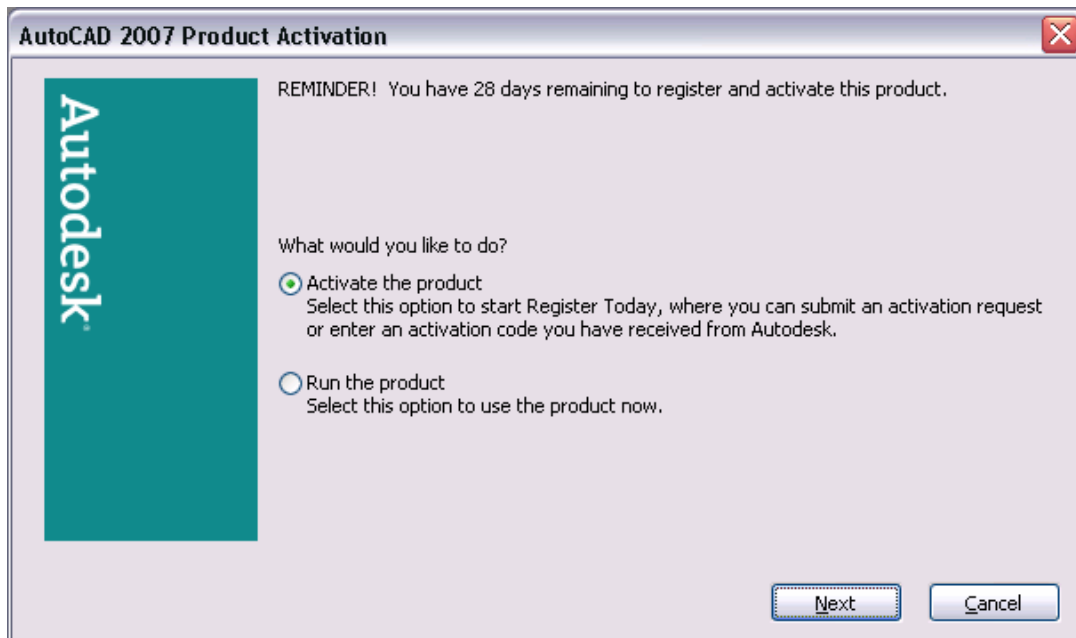 AutoCAD 2007 Product Activation
Autodesk
REMINDER!  You have 28 days remaining to register and activate this product.
What would you like to do?
Activate the product
Select this option to start Register Today, where you can submit an activation request
or enter an activation code you have received from Autodesk.
Run the product
Select this option to use the product now.
Next
Cancel